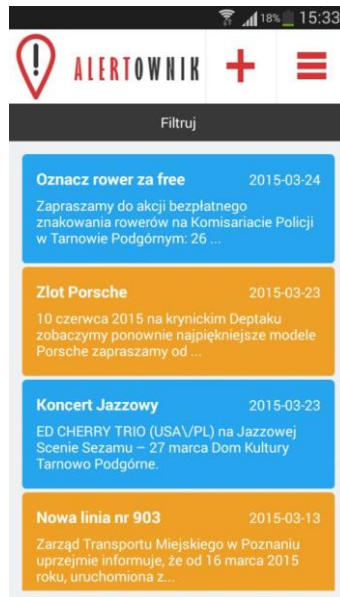 18% 15:33
ALERTOWNIK
Filtruj
Oznacz rower za free 2015-03-24
Zapraszamy do akcji bezpłatnego
znakowania rowerów na Komisariacie Policji
w Tarnowie Podgórnym: 26 ...
Zlot Porsche 2015-03-23
10 czerwca 2015 na krynickim Deptaku
zobaczymy ponownie najpiękniejsze modele
Porsche zapraszamy od ...
Koncert Jazzowy 2015-03-23
ED CHERRY TRIO (USA\/PL) na Jazzowej
Scenie Sezamu – 27 marca Dom Kultury
Tarnowo Podgórne.
Nowa linia nr 903 2015-03-13
Zarząd Transportu Miejskiego w Poznaniu
uprzejmie informuje, że od 16 marca 2015
roku, uruchomiona z...